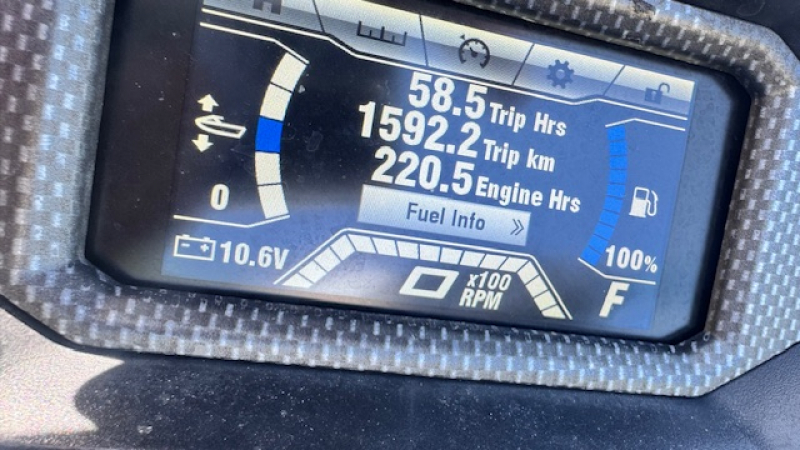 58.5 Trip Hrs
1592.2 Trip km
220.5 Engine Hrs
Fuel Info »
0
10.6V
0 x100
RPM
100%
F